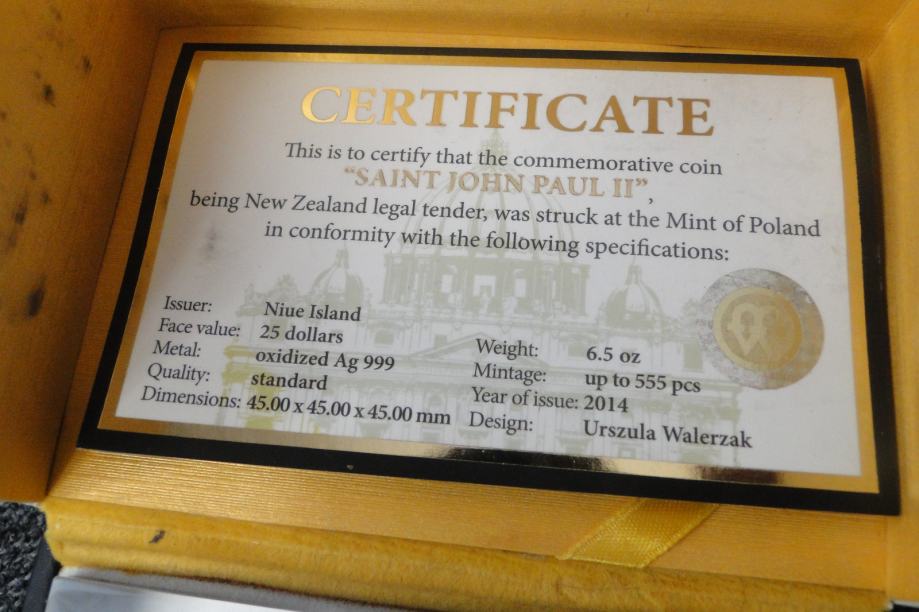 CERTIFICATE
This is to certify that the commemorative coin
“SAINT JOHN PAUL II”,
being New Zealand legal tender, was struck at the Mint of Poland
in conformity with the following specifications:
Issuer: Niue Island
Face value: 25 dollars
Metal: oxidized Ag 999
Quality: standard
Dimensions: 45.00 x 45.00 x 45.00 mm
Weight: 6.5 oz
Mintage: up to 555 pcs
Year of issue: 2014
Design: Urszula Walerzak